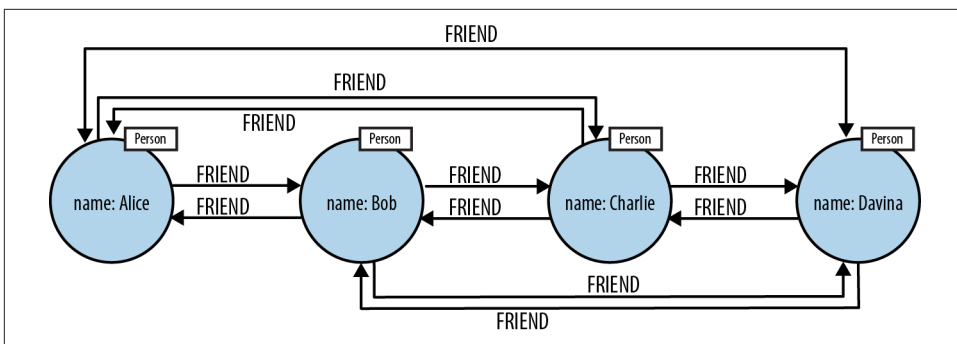 FRIEND
FRIEND
FRIEND
Person
Person
Person
Person
FRIEND
FRIEND
FRIEND
name: Alice
name: Bob
name: Charlie
name: Davina
FRIEND
FRIEND
FRIEND
FRIEND
FRIEND